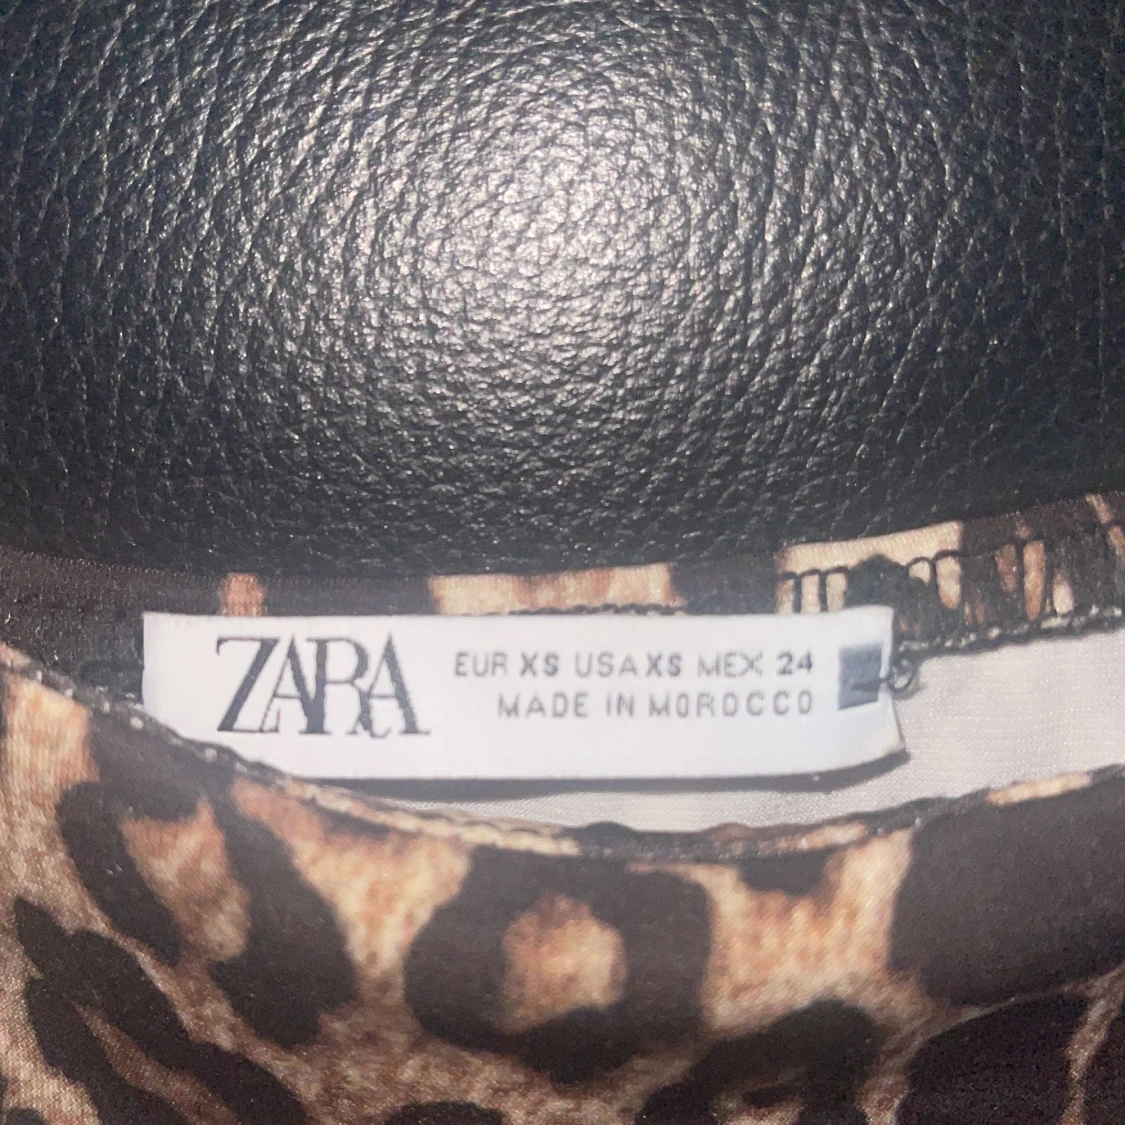 ZARA
EUR XS USA XS MEX 24
MADE IN MOROCCO